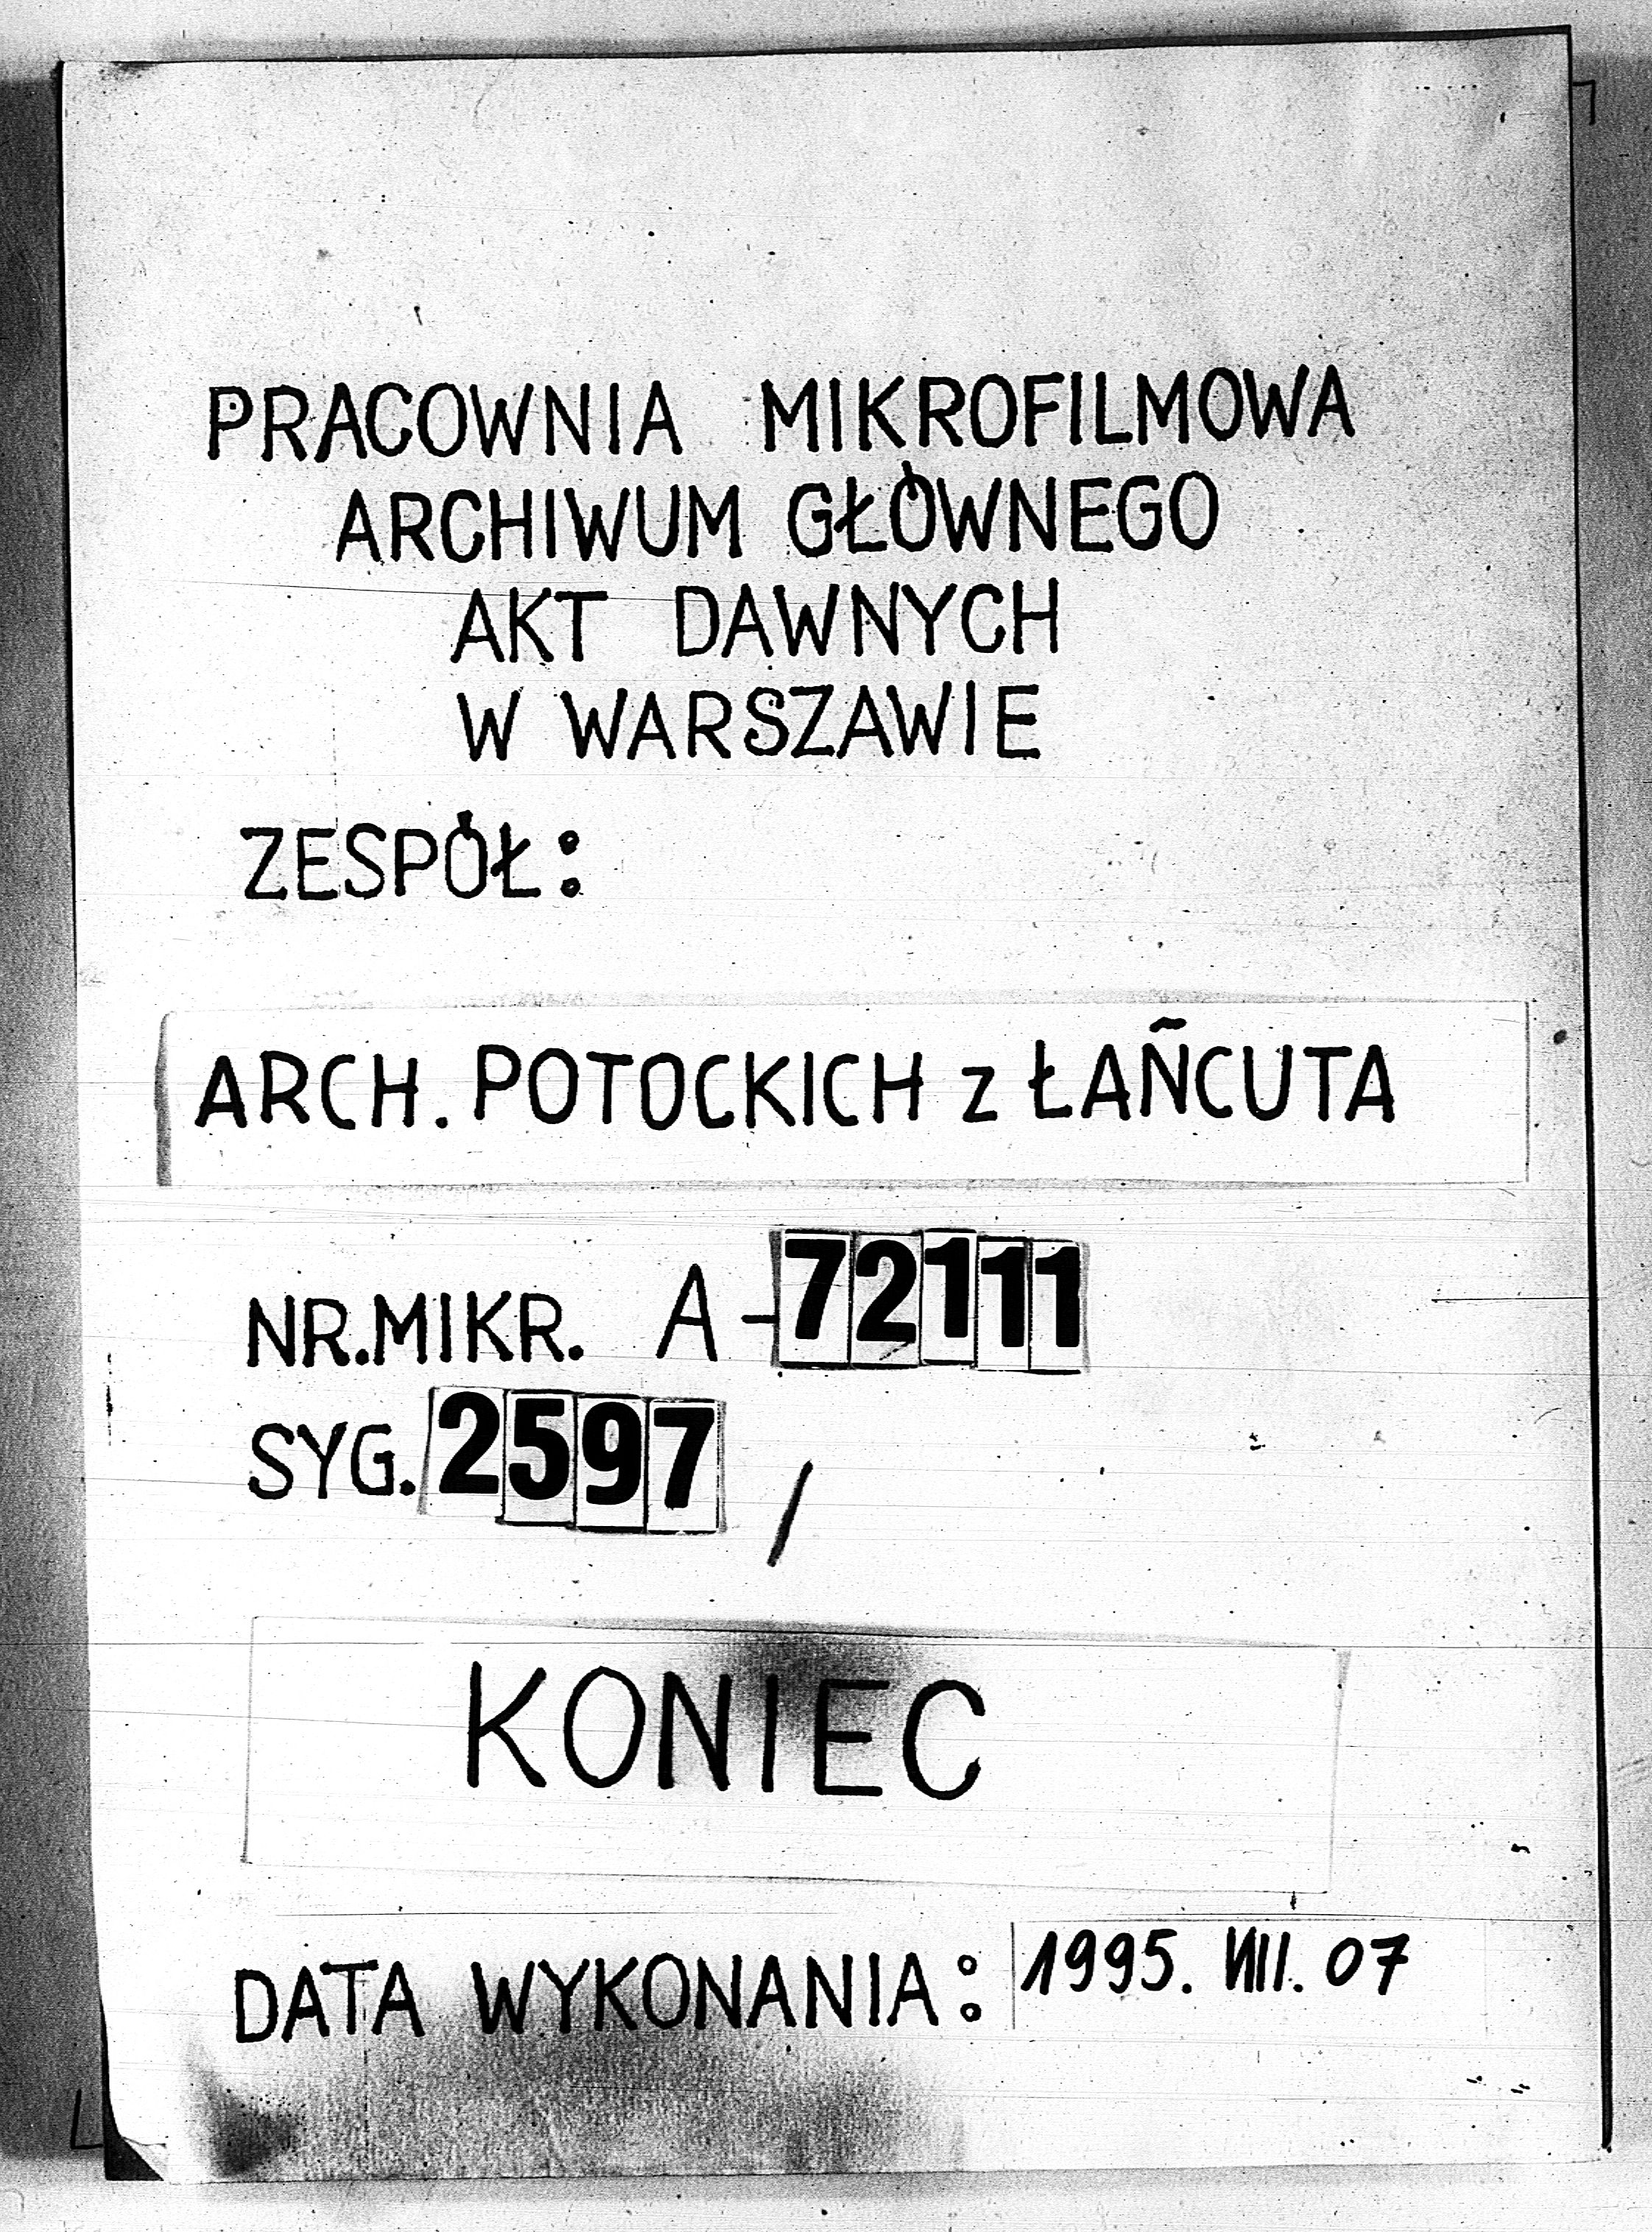 PRACOWNIA MIKROFILMOWA
ARCHIWUM GŁÓWNEGO
AKT DAWNYCH
W WARSZAWIE
ZESPÓŁ:
ARCH. POTOCKICH z ŁAŃCUTA
NR.MIKR. A-72111
SYG. 2597 /
KONIEC
DATA WYKONANIA: 1995. VIII. 07